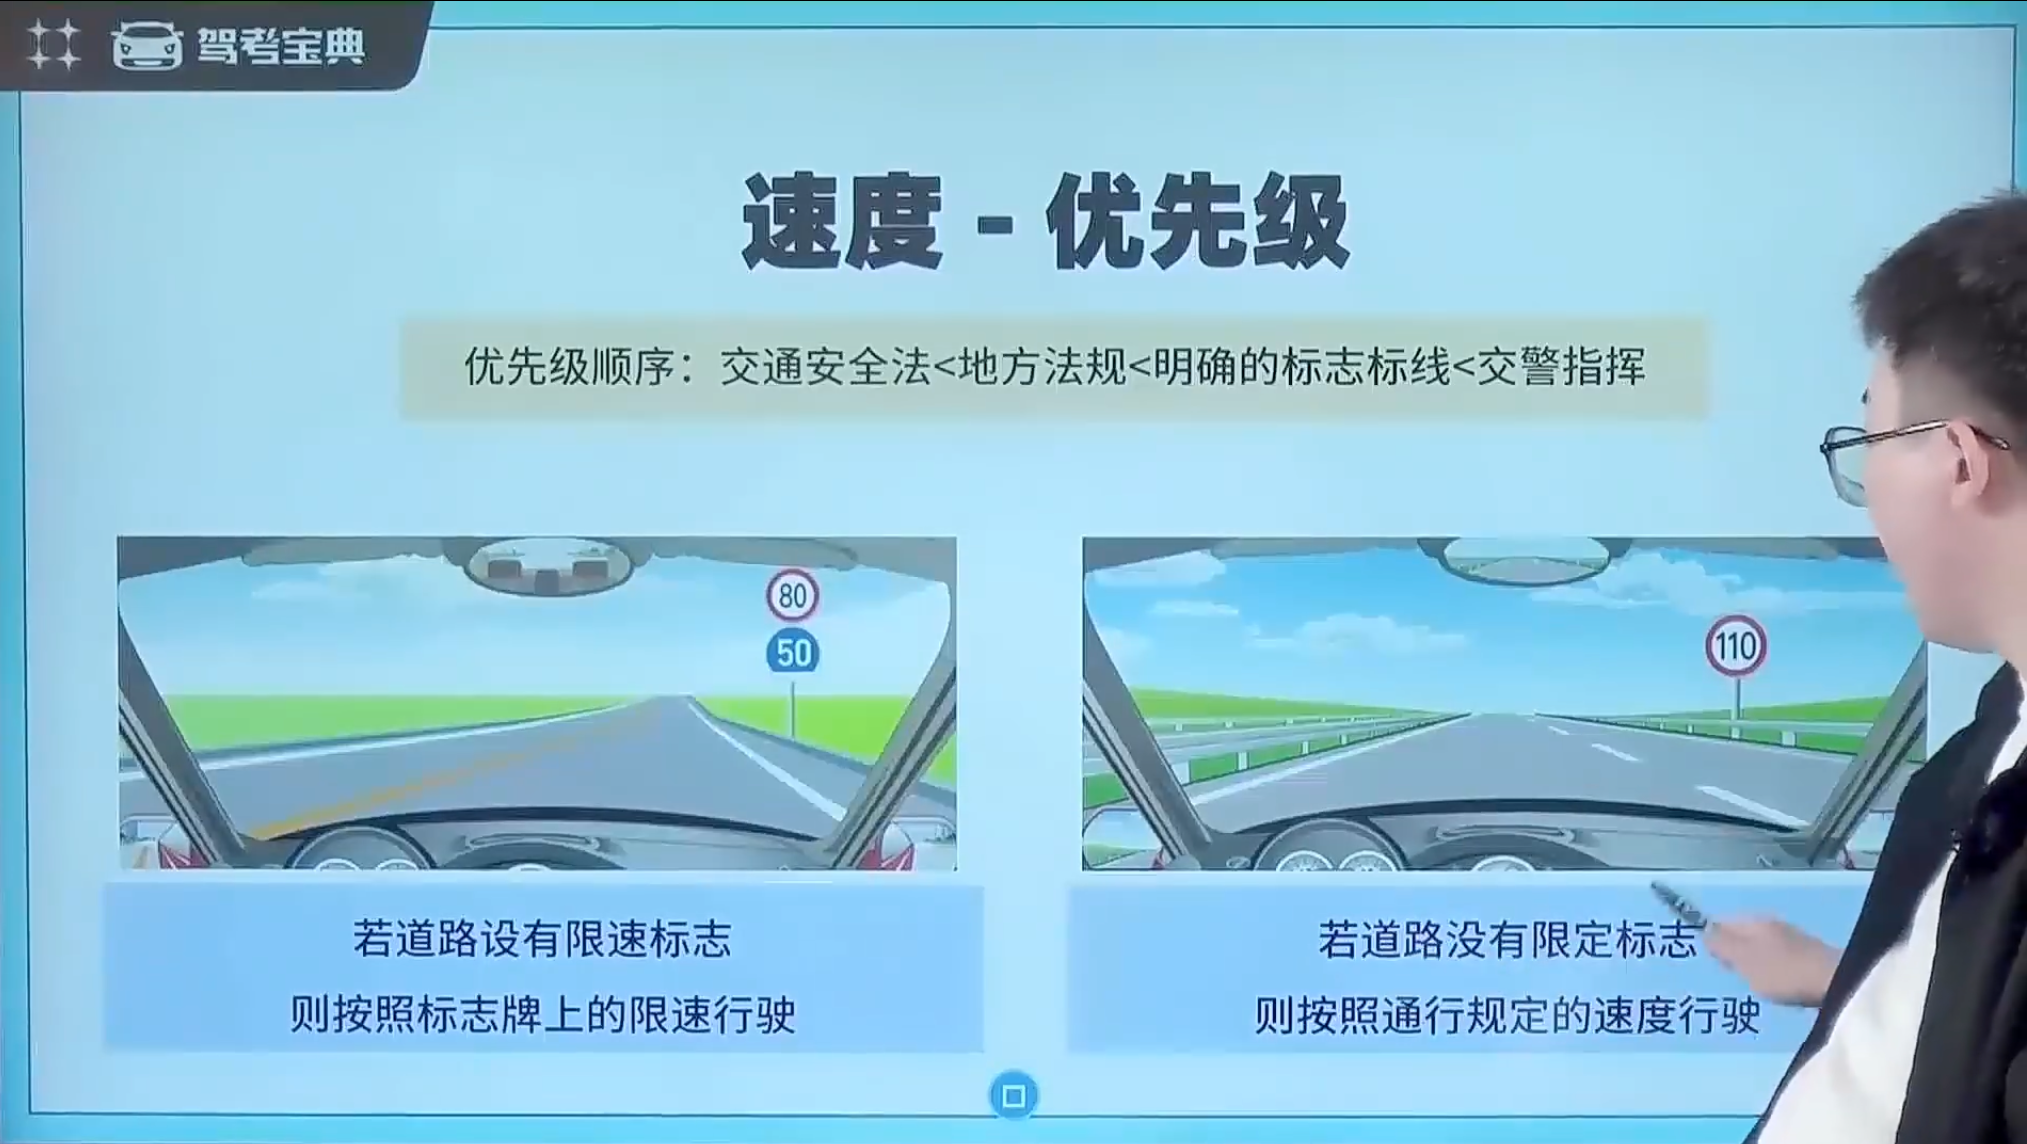 驾考宝典
速度-优先级
优先级顺序：交通安全法<地方法规<明确的标志标线<交警指挥
80
50
110
若道路设有限速标志
则按照标志牌上的限速行驶
若道路没有限定标志
则按照通行规定的速度行驶